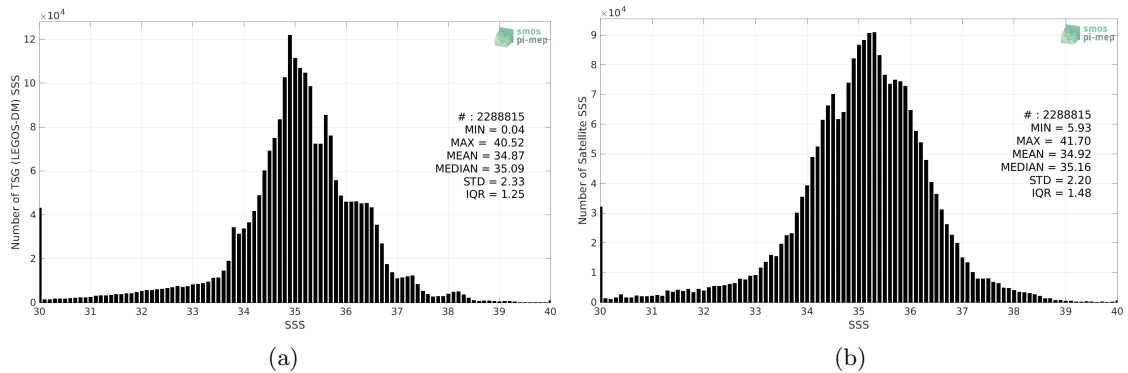 ×10⁴
12
10
8
6
4
2
0
30 31 32 33 34 35 36 37 38 39 40
SSS
Number of TSG (LEGOS-DM) SSS
smos
pi-mep
# : 2288815
MIN = 0.04
MAX = 40.52
MEAN = 34.87
MEDIAN = 35.09
STD = 2.33
IQR = 1.25
(a)
×10⁴
9
8
7
6
5
4
3
2
1
0
30 31 32 33 34 35 36 37 38 39 40
SSS
Number of Satellite SSS
smos
pi-mep
# : 2288815
MIN = 5.93
MAX = 41.70
MEAN = 34.92
MEDIAN = 35.16
STD = 2.20
IQR = 1.48
(b)